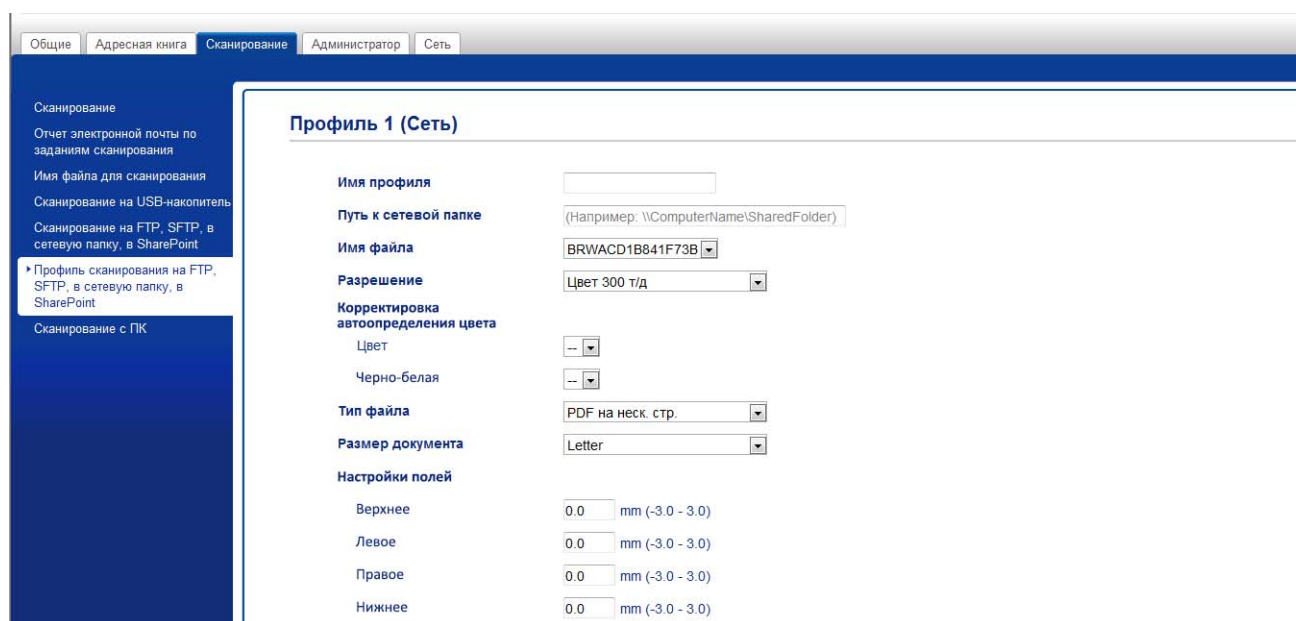 Общие Адресная книга Сканирование Администратор Сеть
Сканирование
Отчет электронной почты по
заданиям сканирования
Имя файла для сканирования
Сканирование на USB-накопитель
Сканирование на FTP, SFTP, в
сетевую папку, в SharePoint
Профиль сканирования на FTP,
SFTP, в сетевую папку, в
SharePoint
Сканирование с ПК
Профиль 1 (Сеть)
Имя профиля
Путь к сетевой папке (Например: \\ComputerName\SharedFolder)
Имя файла BRWACD1B841F73B
Разрешение Цвет 300 т/д
Корректировка
автоопределения цвета
Цвет --
Черно-белая --
Тип файла PDF на неск. стр.
Размер документа Letter
Настройки полей
Верхнее 0.0 mm (-3.0 - 3.0)
Левое 0.0 mm (-3.0 - 3.0)
Правое 0.0 mm (-3.0 - 3.0)
Нижнее 0.0 mm (-3.0 - 3.0)